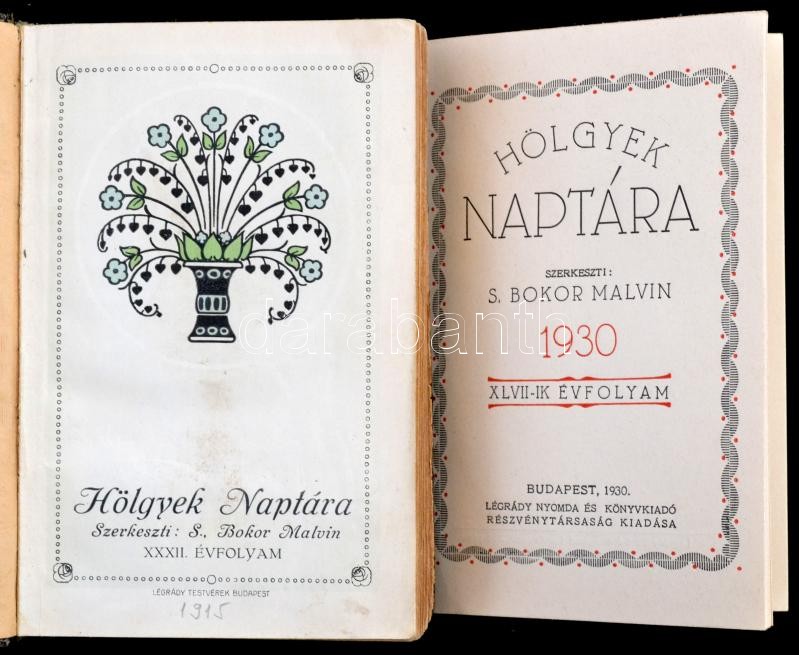 Hölgyek Naptára
Szerkeszti: S. Bokor Malvin
XXXII. ÉVFOLYAM
LÉGRÁDY TESTVÉREK BUDAPEST
1915
HÖLGYEK
NAPTÁRA
SZERKESZTI:
S. BOKOR MALVIN
1930
XLVII-IK ÉVFOLYAM
BUDAPEST, 1930.
LÉGRÁDY NYOMDA ÉS KÖNYVKIADÓ
RÉSZVÉNYTÁRSASÁG KIADÁSA
darabanth